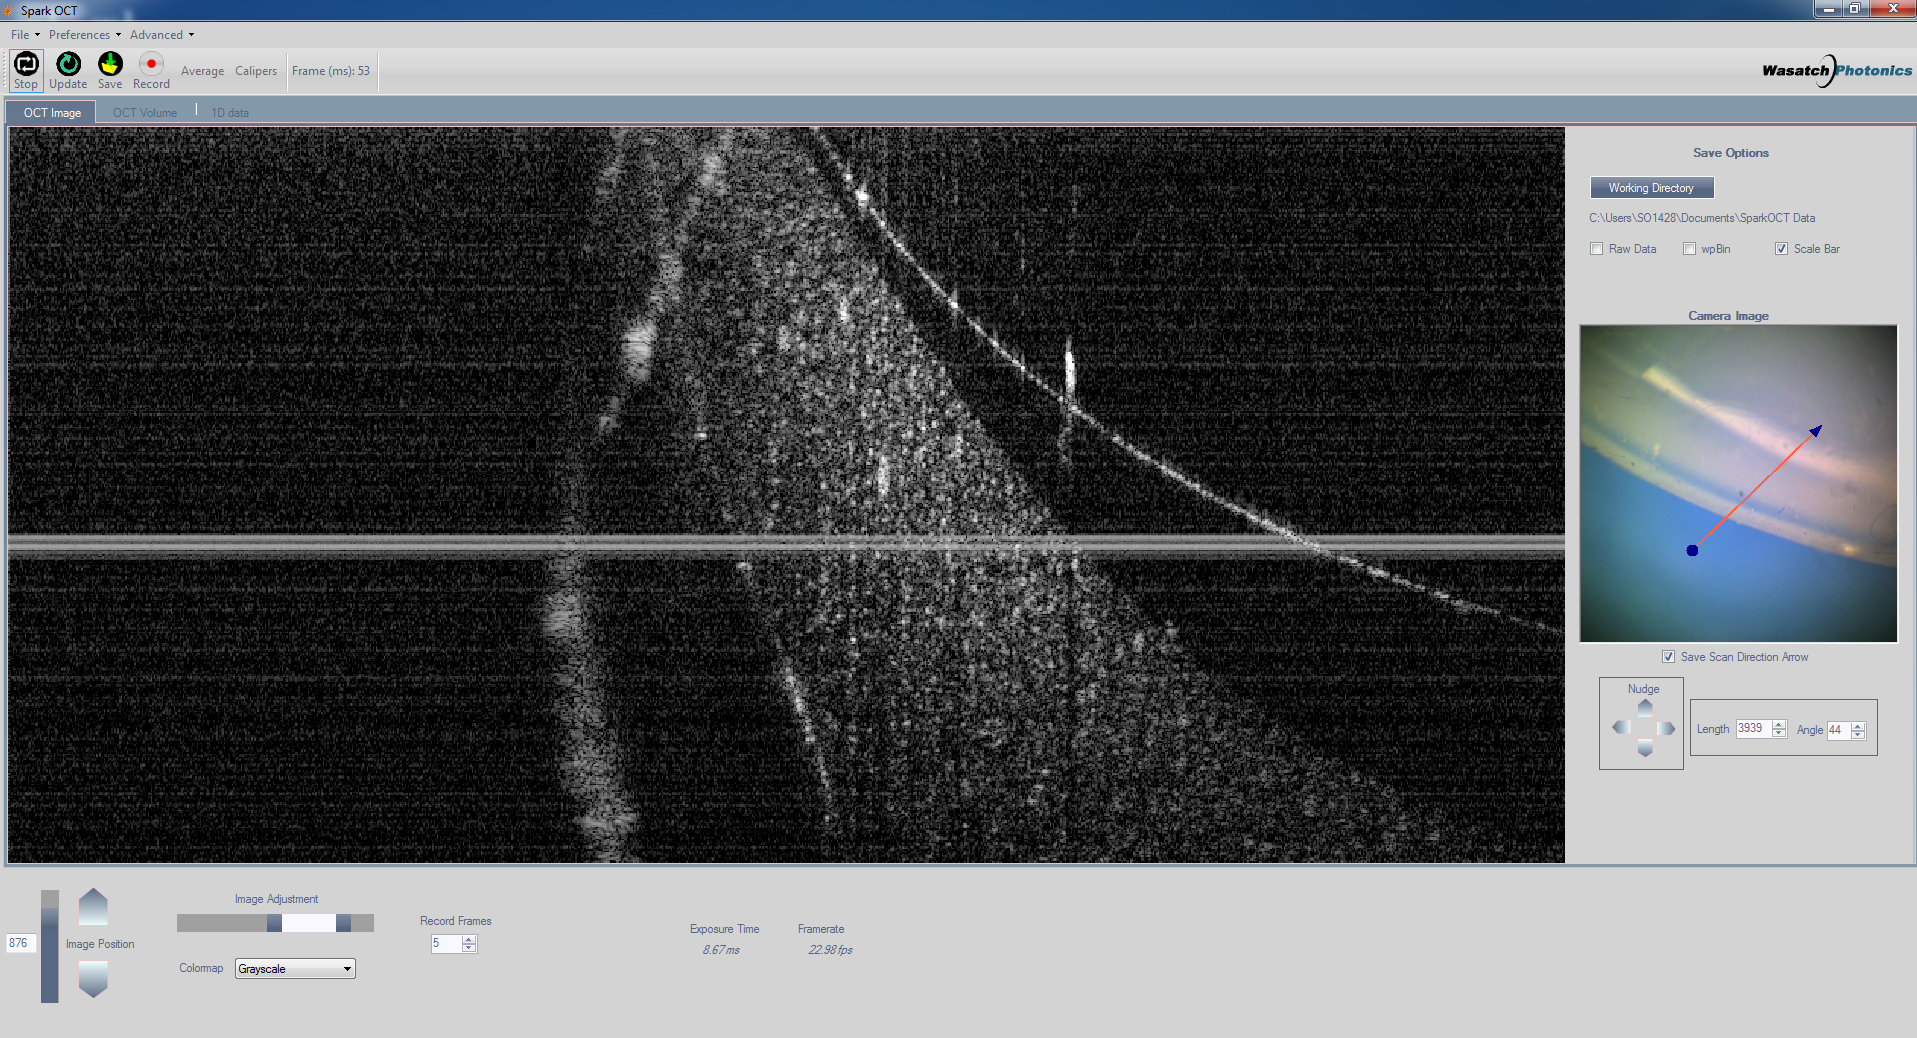 Spark OCT
File Preferences Advanced
Stop Update Save Record Average Calipers Frame (ms): 53
Wasatch Photonics
OCT Image OCT Volume 1D data
Save Options
Working Directory
C:\Users\SO1428\Documents\SparkOCT Data
Raw Data wpBin Scale Bar
Camera Image
Save Scan Direction Arrow
Nudge
Length 3939 Angle 44
Image Adjustment
Record Frames
5
Exposure Time Framerate
8.67ms 22.98fps
876 Image Position
Colormap Grayscale